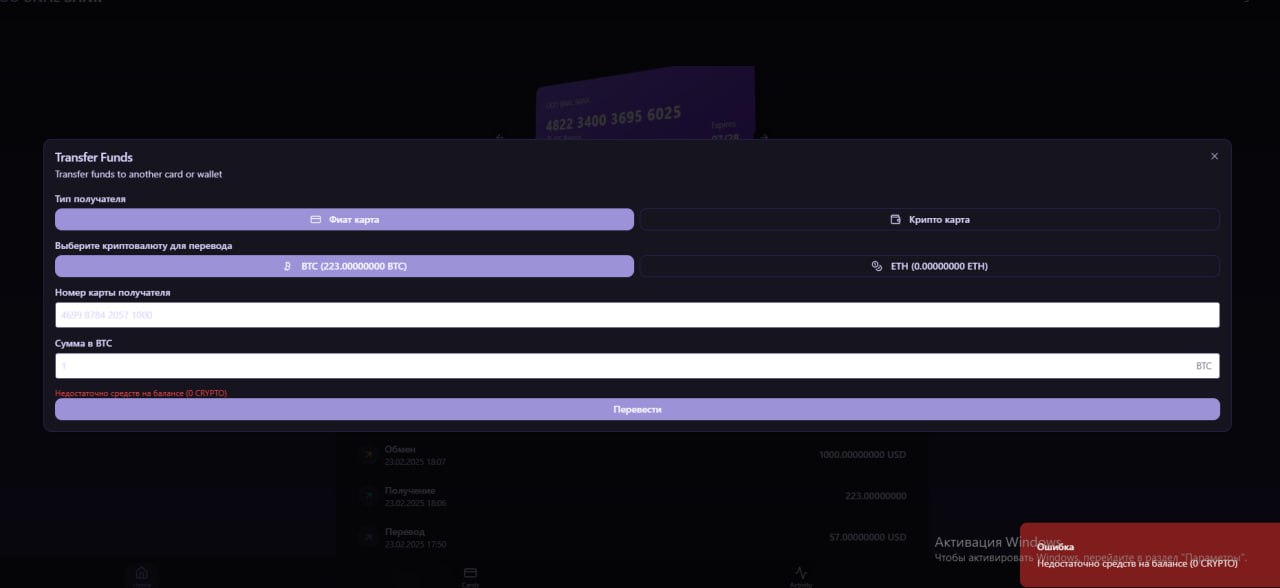 4822 3400 3695 6025
Expires
07/28
Transfer Funds
Transfer funds to another card or wallet
Тип получателя
Фиат карта
Крипто карта
Выберите криптовалюту для перевода
BTC (223.00000000 BTC)
ETH (0.00000000 ETH)
Номер карты получателя
4699 8784 2057 1000
Сумма в BTC
1
BTC
Недостаточно средств на балансе (0 CRYPTO)
Перевести
Обмен
23.02.2025 18:07
1000.00000000 USD
Получение
23.02.2025 18:06
223.00000000
Перевод
23.02.2025 17:50
57.00000000 USD
Активация Windows
Чтобы активировать Windows, перейдите в раздел "Параметры".
Ошибка
Недостаточно средств на балансе (0 CRYPTO)
Home
Cards
Activity